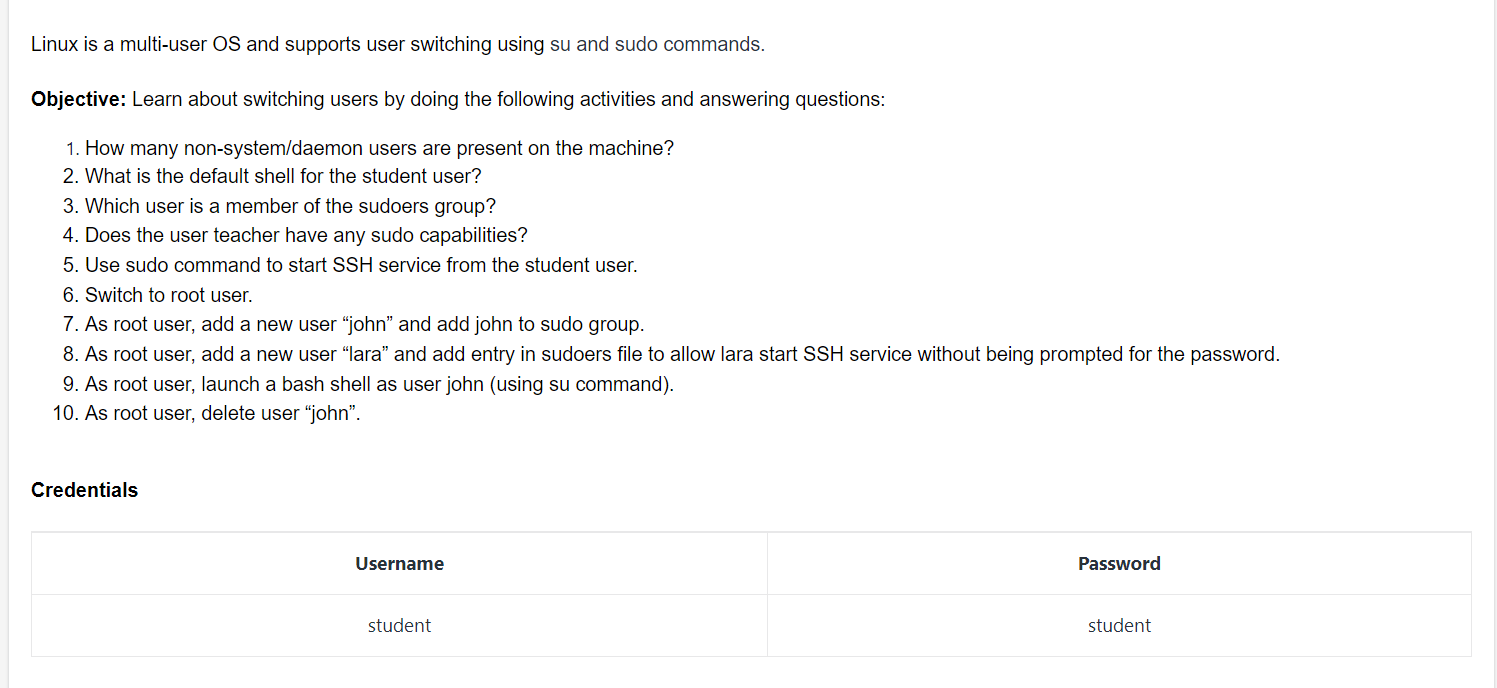 Linux is a multi-user OS and supports user switching using su and sudo commands.
Objective: Learn about switching users by doing the following activities and answering questions:
1. How many non-system/daemon users are present on the machine?
2. What is the default shell for the student user?
3. Which user is a member of the sudoers group?
4. Does the user teacher have any sudo capabilities?
5. Use sudo command to start SSH service from the student user.
6. Switch to root user.
7. As root user, add a new user “john” and add john to sudo group.
8. As root user, add a new user “lara” and add entry in sudoers file to allow lara start SSH service without being prompted for the password.
9. As root user, launch a bash shell as user john (using su command).
10. As root user, delete user “john”.
Credentials
Username Password
student student